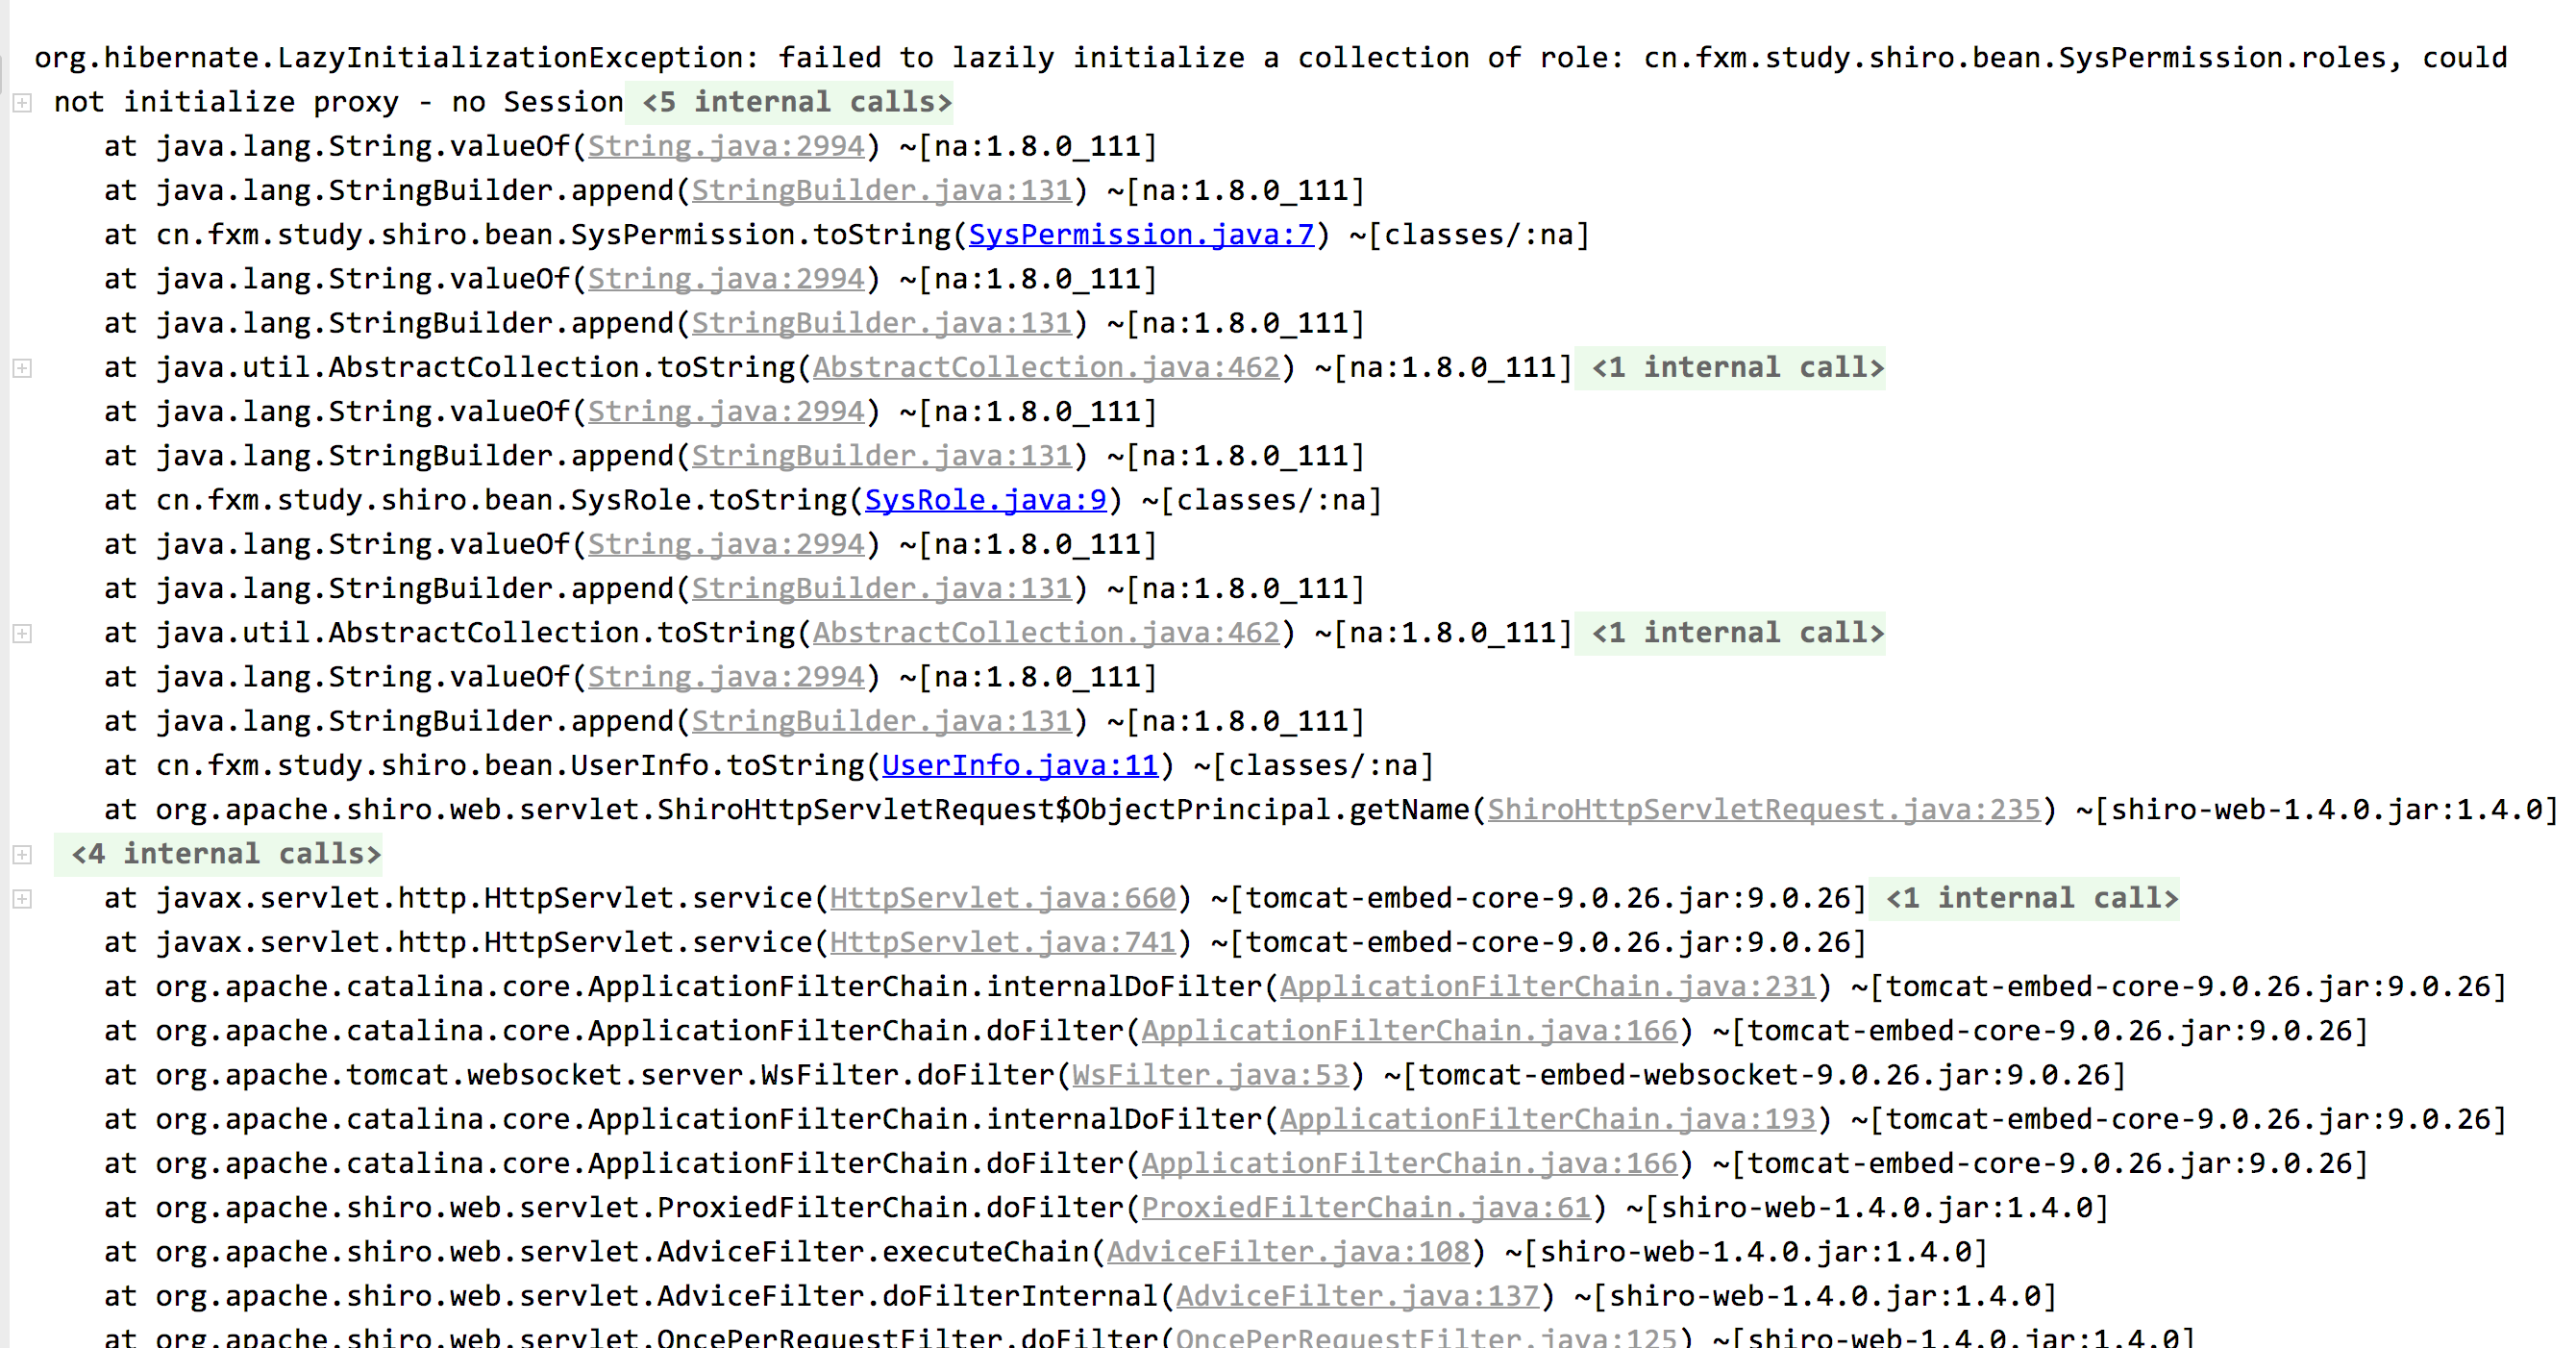 org.hibernate.LazyInitializationException: failed to lazily initialize a collection of role: cn.fxm.study.shiro.bean.SysPermission.roles, could
not initialize proxy - no Session <5 internal calls>
at java.lang.String.valueOf(String.java:2994) ~[na:1.8.0_111]
at java.lang.StringBuilder.append(StringBuilder.java:131) ~[na:1.8.0_111]
at cn.fxm.study.shiro.bean.SysPermission.toString(SysPermission.java:7) ~[classes/:na]
at java.lang.String.valueOf(String.java:2994) ~[na:1.8.0_111]
at java.lang.StringBuilder.append(StringBuilder.java:131) ~[na:1.8.0_111]
at java.util.AbstractCollection.toString(AbstractCollection.java:462) ~[na:1.8.0_111] <1 internal call>
at java.lang.String.valueOf(String.java:2994) ~[na:1.8.0_111]
at java.lang.StringBuilder.append(StringBuilder.java:131) ~[na:1.8.0_111]
at cn.fxm.study.shiro.bean.SysRole.toString(SysRole.java:9) ~[classes/:na]
at java.lang.String.valueOf(String.java:2994) ~[na:1.8.0_111]
at java.lang.StringBuilder.append(StringBuilder.java:131) ~[na:1.8.0_111]
at java.util.AbstractCollection.toString(AbstractCollection.java:462) ~[na:1.8.0_111] <1 internal call>
at java.lang.String.valueOf(String.java:2994) ~[na:1.8.0_111]
at java.lang.StringBuilder.append(StringBuilder.java:131) ~[na:1.8.0_111]
at cn.fxm.study.shiro.bean.UserInfo.toString(UserInfo.java:11) ~[classes/:na]
at org.apache.shiro.web.servlet.ShiroHttpServletRequest$ObjectPrincipal.getName(ShiroHttpServletRequest.java:235) ~[shiro-web-1.4.0.jar:1.4.0]
<4 internal calls>
at javax.servlet.http.HttpServlet.service(HttpServlet.java:660) ~[tomcat-embed-core-9.0.26.jar:9.0.26] <1 internal call>
at javax.servlet.http.HttpServlet.service(HttpServlet.java:741) ~[tomcat-embed-core-9.0.26.jar:9.0.26]
at org.apache.catalina.core.ApplicationFilterChain.internalDoFilter(ApplicationFilterChain.java:231) ~[tomcat-embed-core-9.0.26.jar:9.0.26]
at org.apache.catalina.core.ApplicationFilterChain.doFilter(ApplicationFilterChain.java:166) ~[tomcat-embed-core-9.0.26.jar:9.0.26]
at org.apache.tomcat.websocket.server.WsFilter.doFilter(WsFilter.java:53) ~[tomcat-embed-websocket-9.0.26.jar:9.0.26]
at org.apache.catalina.core.ApplicationFilterChain.internalDoFilter(ApplicationFilterChain.java:193) ~[tomcat-embed-core-9.0.26.jar:9.0.26]
at org.apache.catalina.core.ApplicationFilterChain.doFilter(ApplicationFilterChain.java:166) ~[tomcat-embed-core-9.0.26.jar:9.0.26]
at org.apache.shiro.web.servlet.ProxiedFilterChain.doFilter(ProxiedFilterChain.java:61) ~[shiro-web-1.4.0.jar:1.4.0]
at org.apache.shiro.web.servlet.AdviceFilter.executeChain(AdviceFilter.java:108) ~[shiro-web-1.4.0.jar:1.4.0]
at org.apache.shiro.web.servlet.AdviceFilter.doFilterInternal(AdviceFilter.java:137) ~[shiro-web-1.4.0.jar:1.4.0]
at org.apache.shiro.web.servlet.OncePerRequestFilter.doFilter(OncePerRequestFilter.java:125) ~[shiro-web-1.4.0.jar:1.4.0]